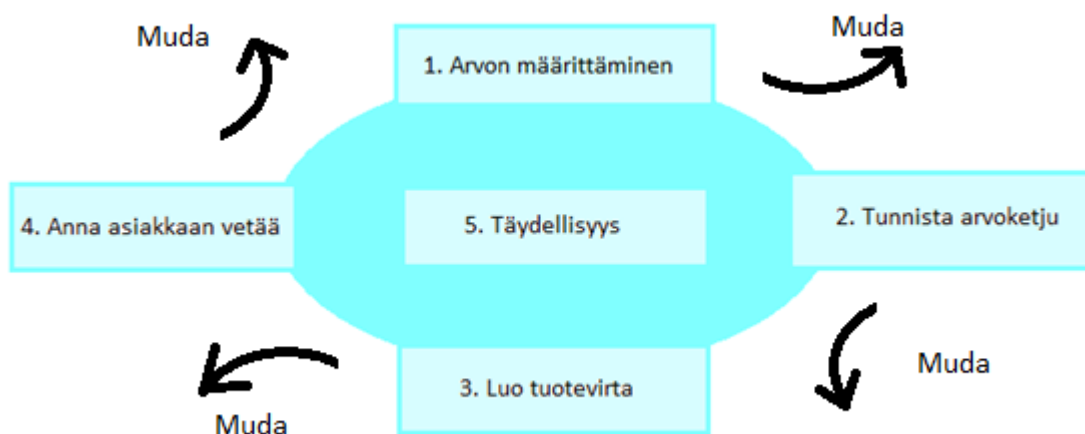 Muda
Muda
1. Arvon määrittäminen
4. Anna asiakkaan vetää
5. Täydellisyys
2. Tunnista arvoketju
Muda
3. Luo tuotevirta
Muda